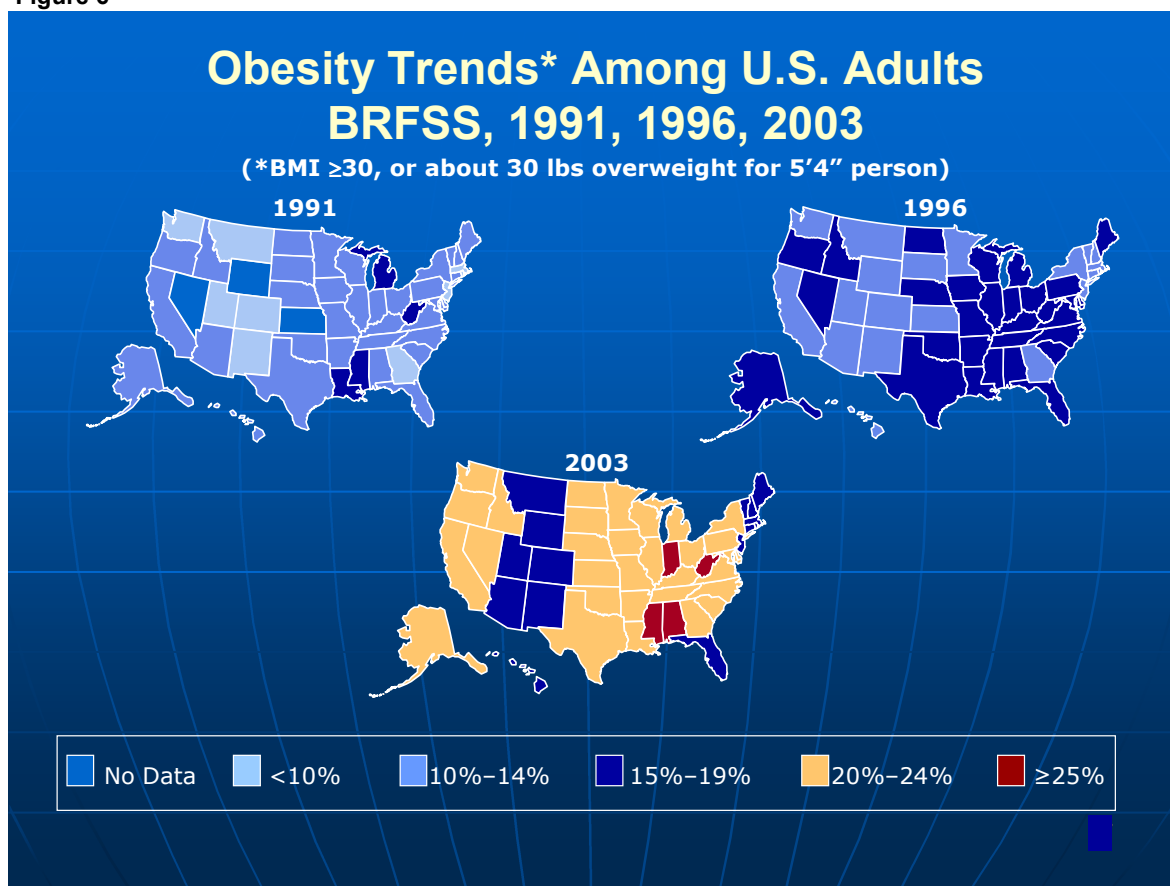 Obesity Trends* Among U.S. Adults
BRFSS, 1991, 1996, 2003
(*BMI ≥30, or about 30 lbs overweight for 5’4” person)
1991
1996
2003
No Data
<10%
10%–14%
15%–19%
20%–24%
≥25%